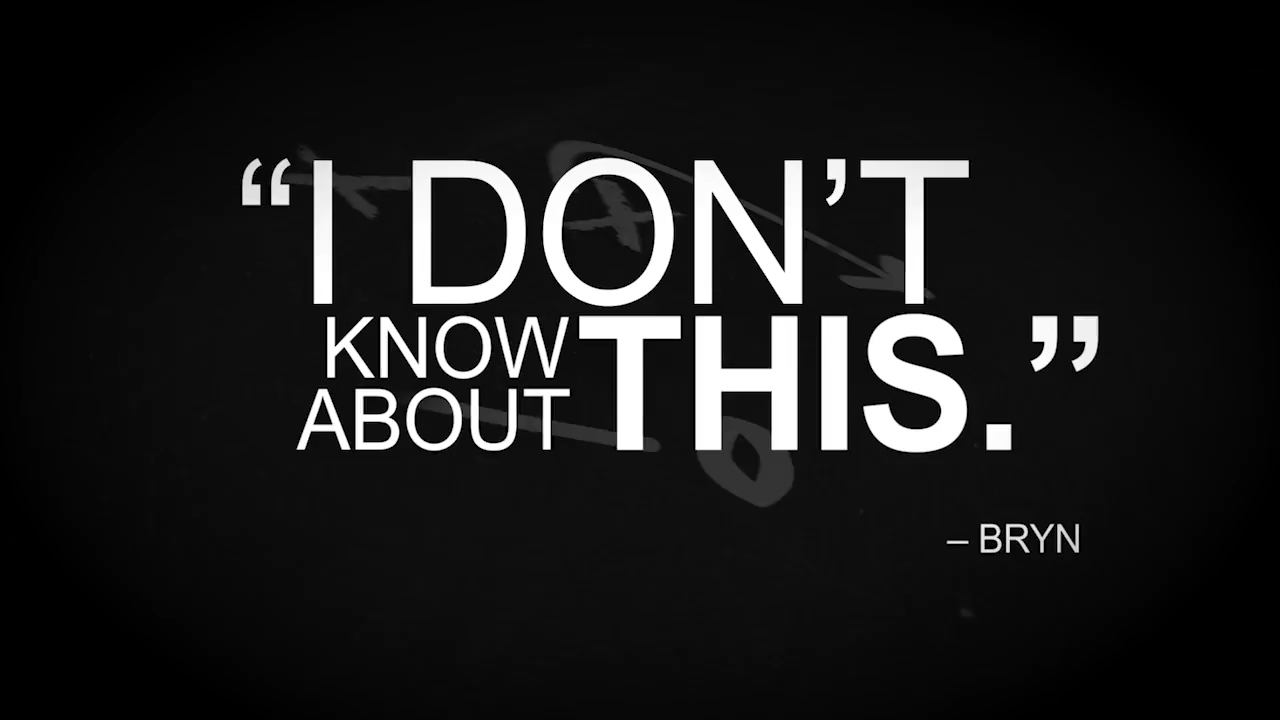 “I DON’T
KNOW
ABOUT THIS.”
– BRYN